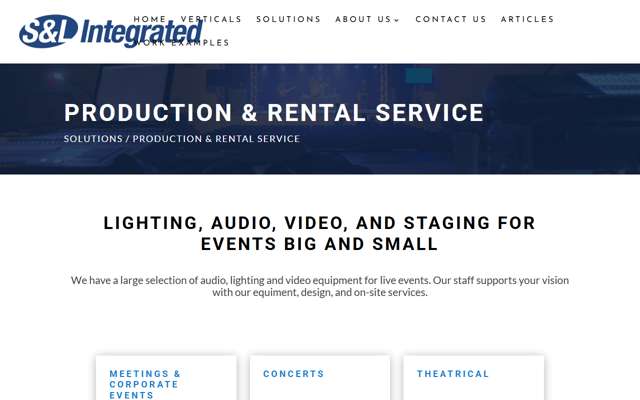 S&L Integrated
HOME VERTICALS SOLUTIONS ABOUT US CONTACT US ARTICLES
WORK EXAMPLES
PRODUCTION & RENTAL SERVICE
SOLUTIONS / PRODUCTION & RENTAL SERVICE
LIGHTING, AUDIO, VIDEO, AND STAGING FOR
EVENTS BIG AND SMALL
We have a large selection of audio, lighting and video equipment for live events. Our staff supports your vision
with our equiment, design, and on-site services.
MEETINGS &
CORPORATE
EVENTS
CONCERTS
THEATRICAL